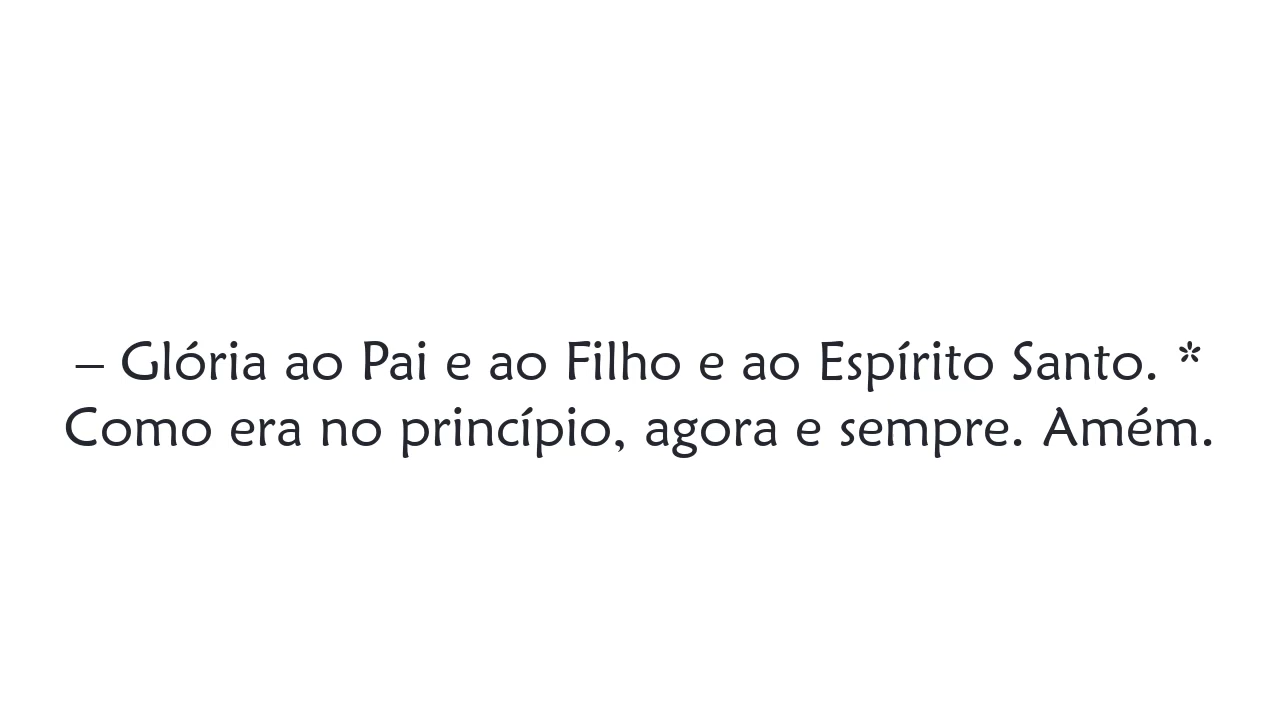 – Glória ao Pai e ao Filho e ao Espírito Santo. *
Como era no princípio, agora e sempre. Amém.